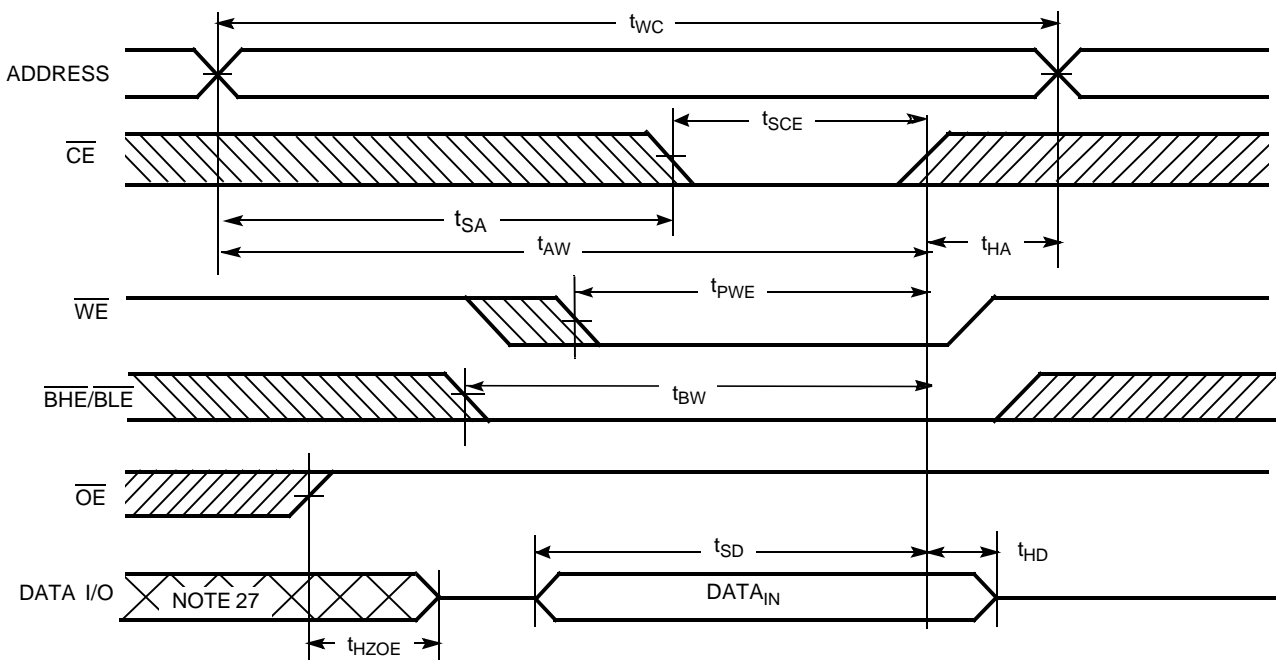 tWC
ADDRESS
tSCE
CE
tSA
tAW
tHA
tPWE
WE
tBW
BHE/BLE
OE
tSD
tHD
DATA I/O
NOTE 27
DATAIN
tHZOE